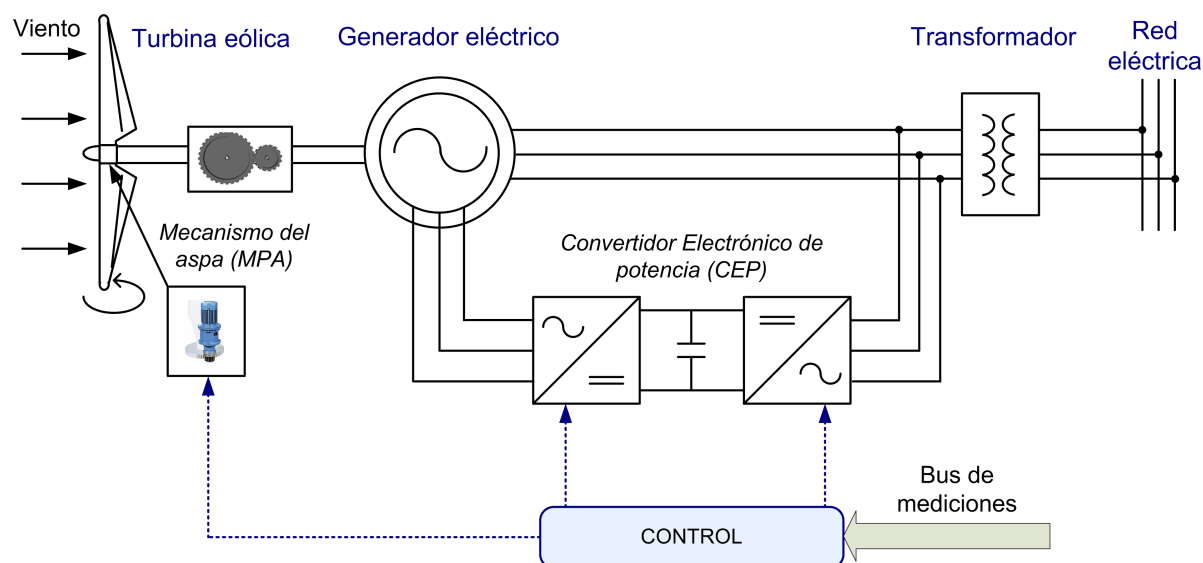 Viento
Turbina eólica
Generador eléctrico
Transformador
Red
eléctrica
Mecanismo del
aspa (MPA)
Convertidor Electrónico de
potencia (CEP)
Bus de
mediciones
CONTROL